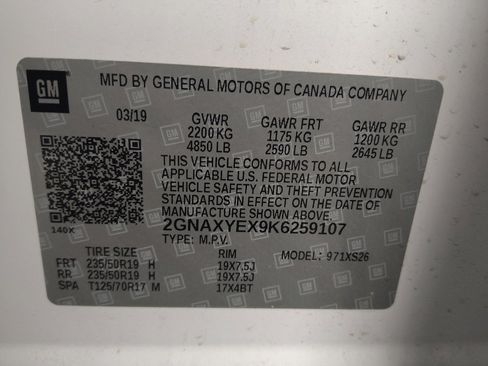 GM
MFD BY GENERAL MOTORS OF CANADA COMPANY
03/19 GVWR GAWR FRT GAWR RR
2200 KG 1175 KG 1200 KG
4850 LB 2590 LB 2645 LB
THIS VEHICLE CONFORMS TO ALL
APPLICABLE U.S. FEDERAL MOTOR
VEHICLE SAFETY AND THEFT PREVENTION
STANDARDS IN EFFECT ON THE DATE OF
MANUFACTURE SHOWN ABOVE.
140X 2GNAXYEX9K6259107
TYPE: M.P.V. MODEL: 971XS26
TIRE SIZE RIM
FRT 235/50R19 H 19X7.5J
RR 235/50R19 H 19X7.5J
SPA T125/70R17 M 17X4BT